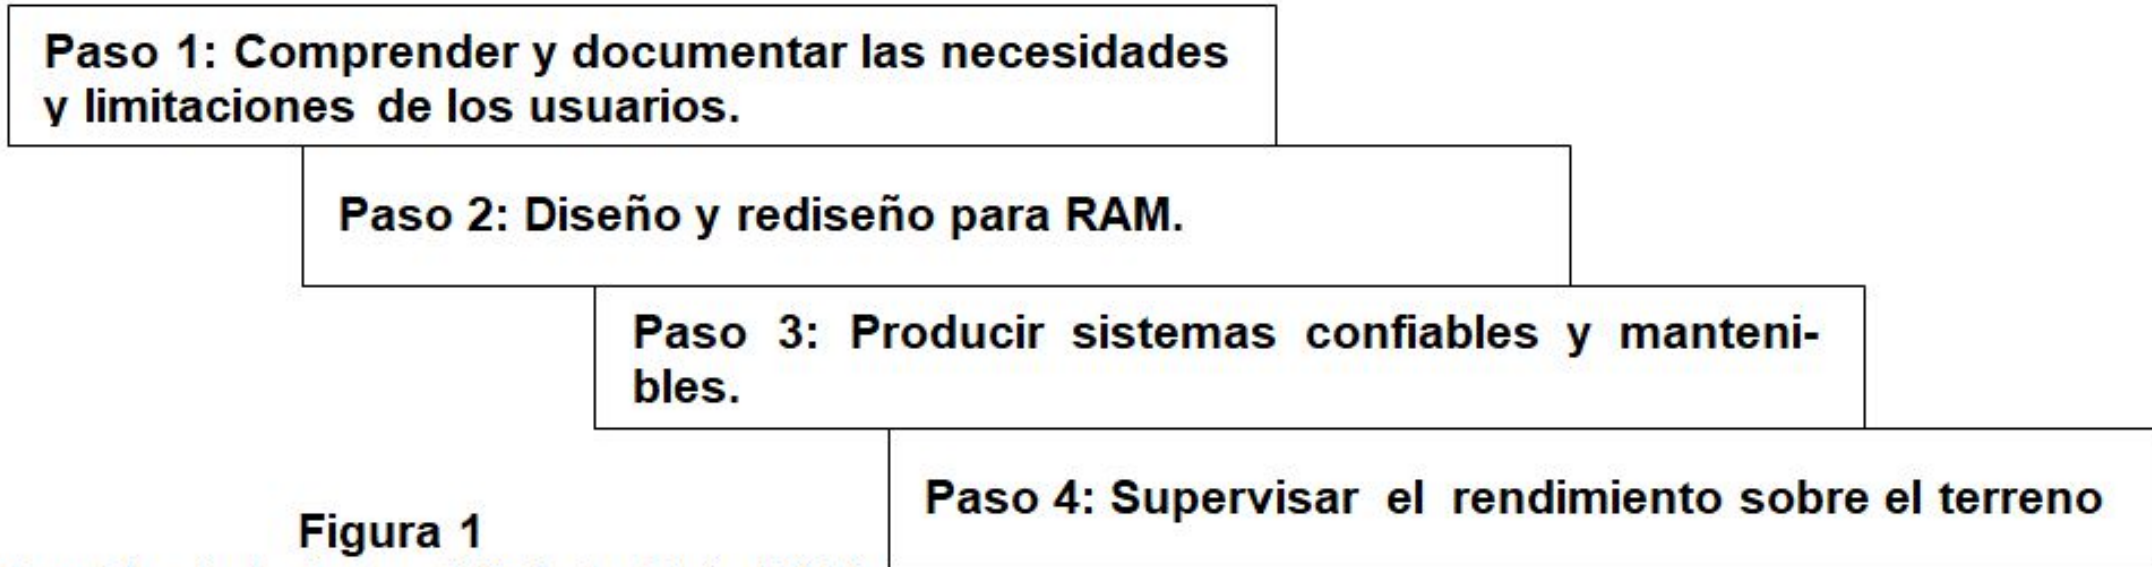 Paso 1: Comprender y documentar las necesidades
y limitaciones de los usuarios.
Paso 2: Diseño y rediseño para RAM.
Paso 3: Producir sistemas confiables y manteni-
bles.
Paso 4: Supervisar el rendimiento sobre el terreno
Figura 1